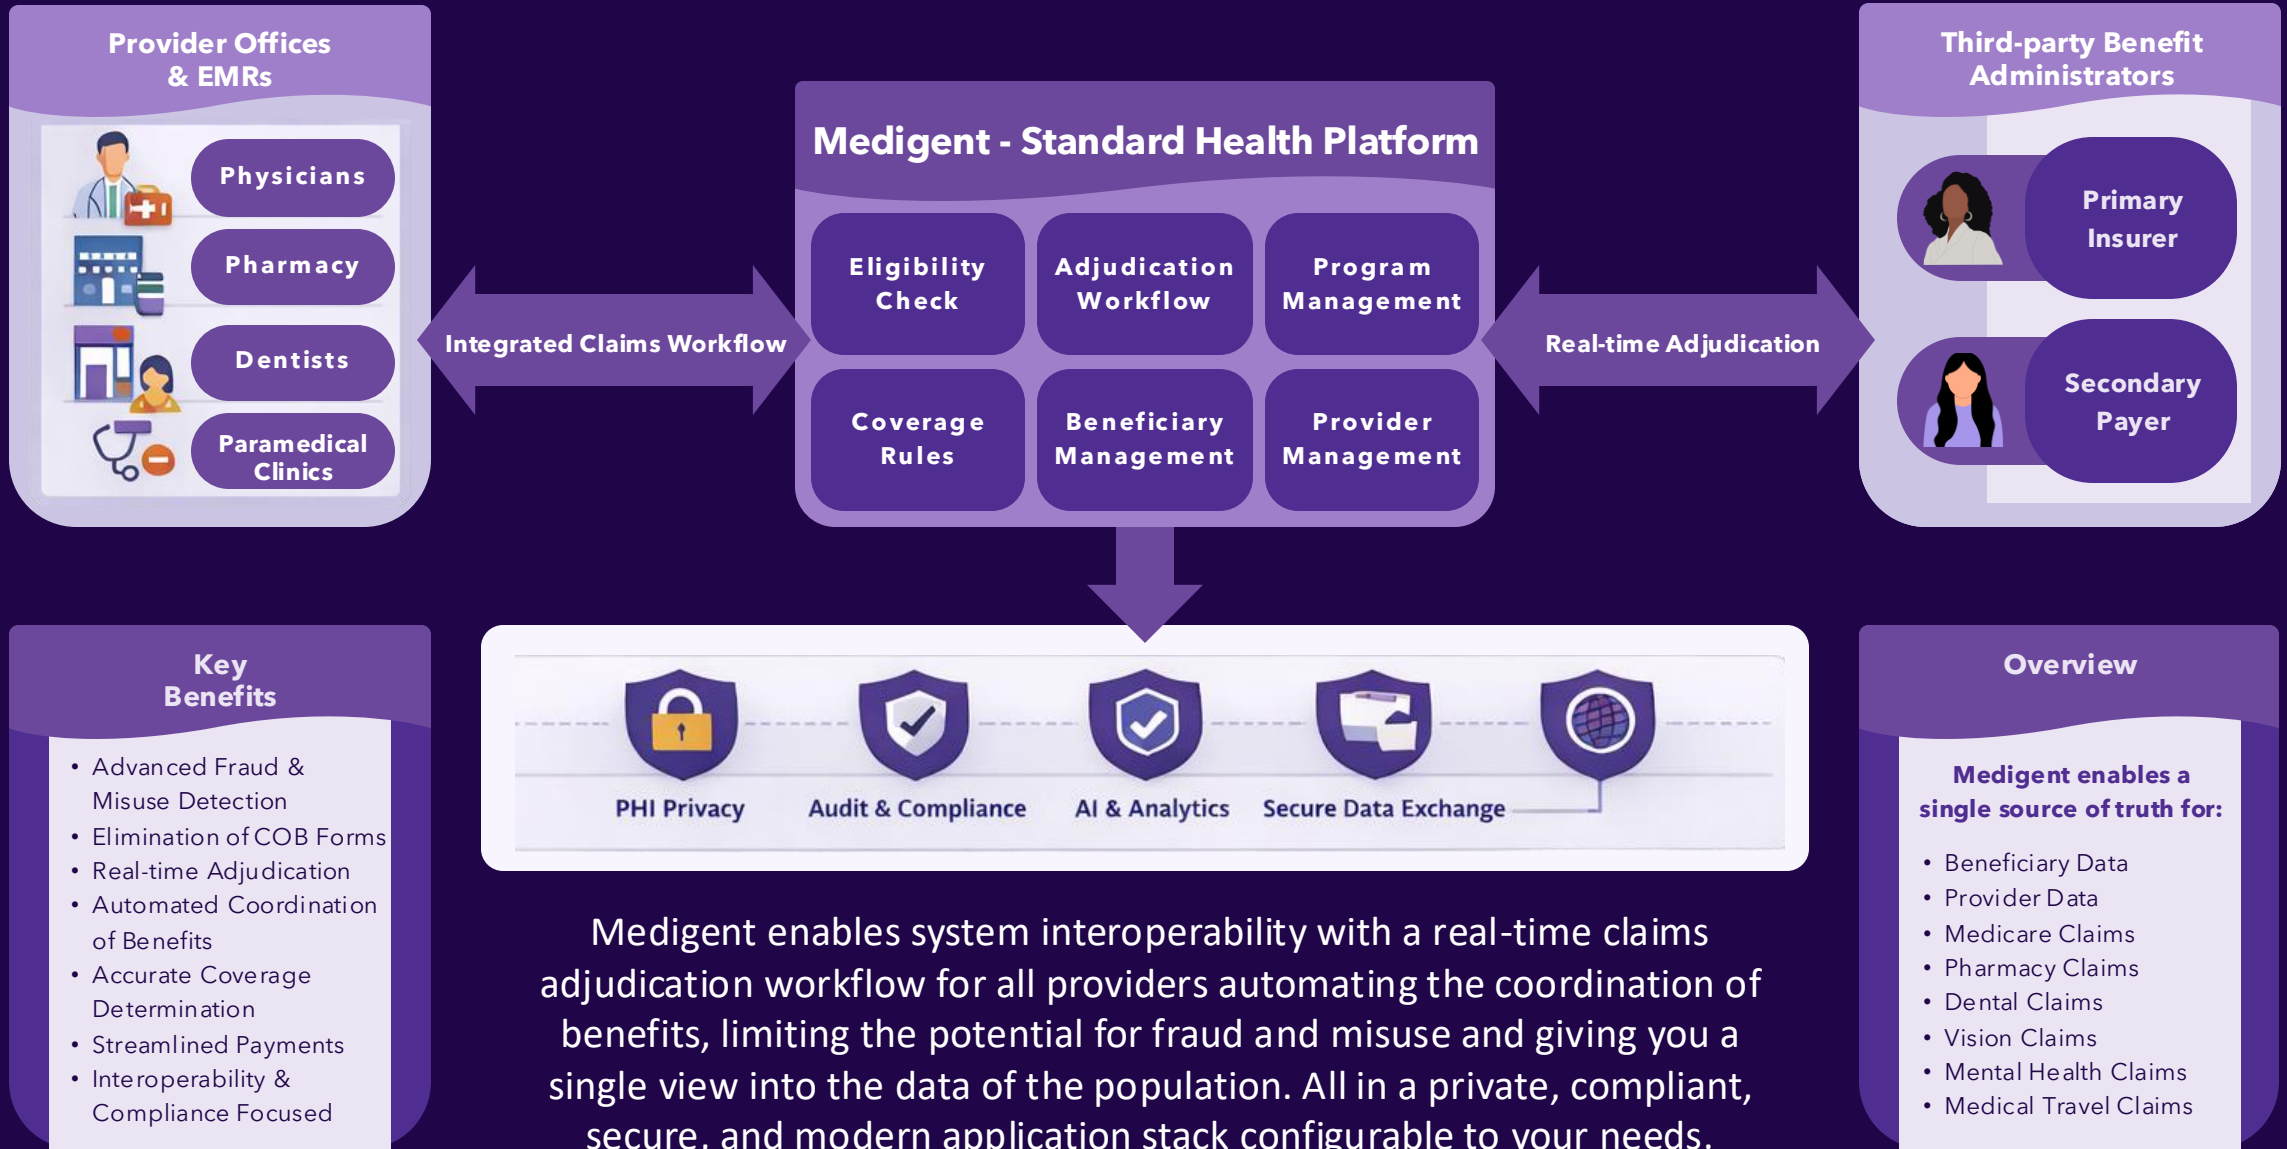 Provider Offices
& EMRs
Physicians
Pharmacy
Dentists
Paramedical
Clinics
Integrated Claims Workflow
Medigent - Standard Health Platform
Eligibility
Check
Adjudication
Workflow
Program
Management
Coverage
Rules
Beneficiary
Management
Provider
Management
Real-time Adjudication
Third-party Benefit
Administrators
Primary
Insurer
Secondary
Payer
Key
Benefits
• Advanced Fraud &
Misuse Detection
• Elimination of COB Forms
• Real-time Adjudication
• Automated Coordination
of Benefits
• Accurate Coverage
Determination
• Streamlined Payments
• Interoperability &
Compliance Focused
PHI Privacy
Audit & Compliance
AI & Analytics
Secure Data Exchange
Medigent enables system interoperability with a real-time claims
adjudication workflow for all providers automating the coordination of
benefits, limiting the potential for fraud and misuse and giving you a
single view into the data of the population. All in a private, compliant,
secure, and modern application stack configurable to your needs.
Overview
Medigent enables a
single source of truth for:
• Beneficiary Data
• Provider Data
• Medicare Claims
• Pharmacy Claims
• Dental Claims
• Vision Claims
• Mental Health Claims
• Medical Travel Claims